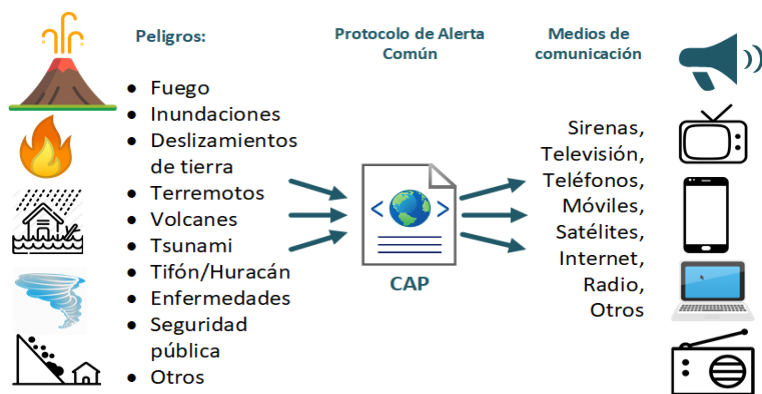 Peligros:
• Fuego
• Inundaciones
• Deslizamientos
de tierra
• Terremotos
• Volcanes
• Tsunami
• Tifón/Huracán
• Enfermedades
• Seguridad
pública
• Otros
Protocolo de Alerta
Común
CAP
Medios de
comunicación
Sirenas,
Televisión,
Teléfonos,
Móviles,
Satélites,
Internet,
Radio,
Otros